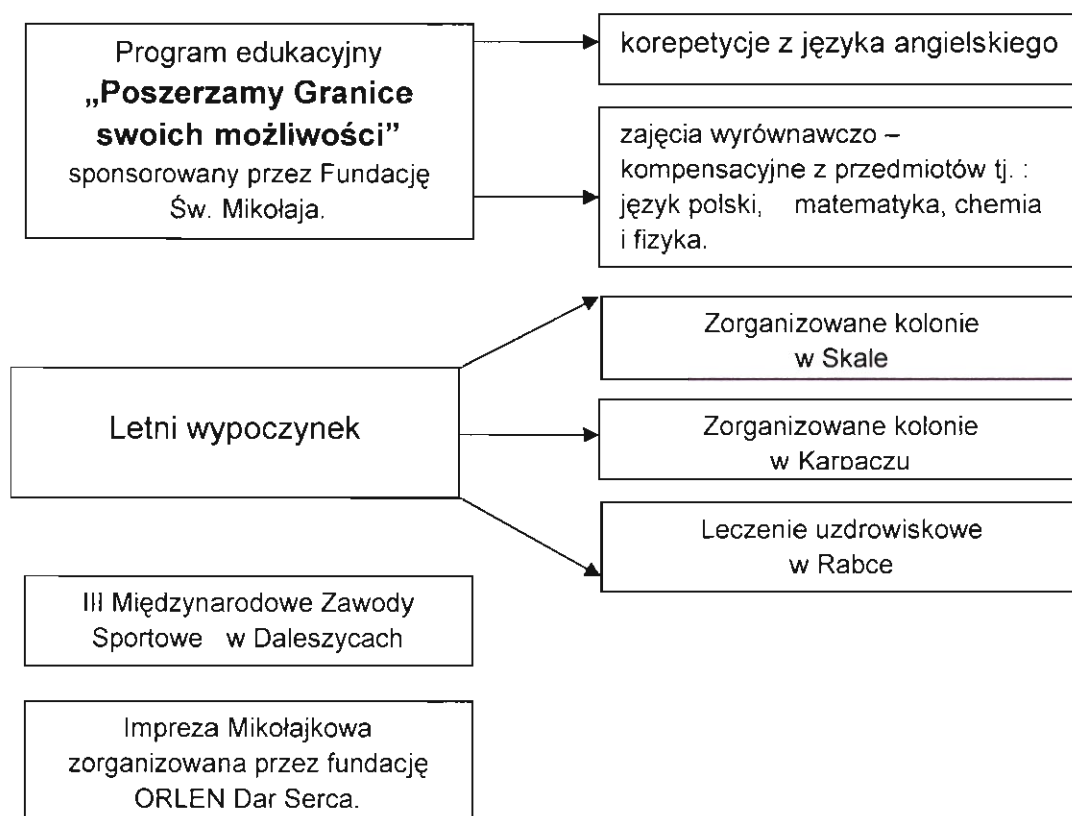 Program edukacyjny
„Poszerzamy Granice
swoich możliwości”
sponsorowany przez Fundację
Św. Mikołaja.
korepetycje z języka angielskiego
zajęcia wyrównawczo –
kompensacyjne z przedmiotów tj. :
język polski, matematyka, chemia
i fizyka.
Letni wypoczynek
Zorganizowane kolonie
w Skale
Zorganizowane kolonie
w Karpaczu
Leczenie uzdrowiskowe
w Rabce
III Międzynarodowe Zawody
Sportowe w Daleszycach
Impreza Mikołajkowa
zorganizowana przez fundację
ORLEN Dar Serca.